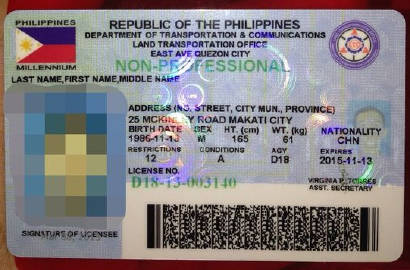 PHILIPPINES
MILLENNIUM
REPUBLIC OF THE PHILIPPINES
DEPARTMENT OF TRANSPORTATION & COMMUNICATIONS
LAND TRANSPORTATION OFFICE
EAST AVE QUEZON CITY
NON-PROFESSIONAL
LAST NAME,FIRST NAME,MIDDLE NAME
ADDRESS (NO. STREET, CITY MUN., PROVINCE)
25 MCKINLEY ROAD MAKATI CITY
BIRTH DATE SEX HT. (cm) WT. (kg) NATIONALITY
1986-11-13 M 165 61 CHN
RESTRICTIONS CONDITIONS AGY EXPIRES
12 A D18 2015-11-13
LICENSE NO.
D18-13-003140
VIRGINIA P. TORRES
ASST. SECRETARY
SIGNATURE OF LICENSEE